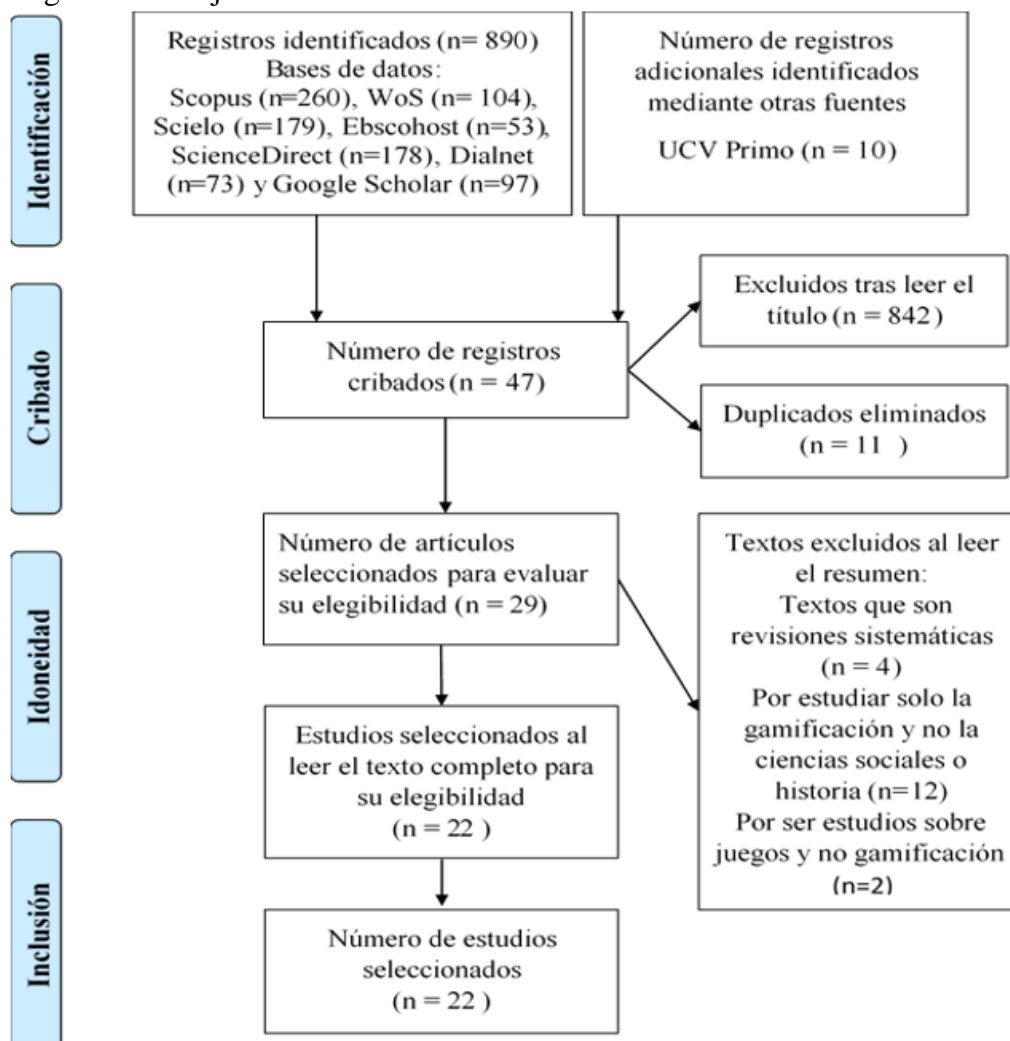 Identificación
Registros identificados (n= 890)
Bases de datos:
Scopus (n=260), WoS (n= 104),
Scielo (n=179), Ebscohost (n=53),
ScienceDirect (n=178), Dialnet
(n=73) y Google Scholar (n=97)
Número de registros
adicionales identificados
mediante otras fuentes
UCV Primo (n = 10)
Cribado
Número de registros
cribados (n = 47)
Excluidos tras leer el
título (n = 842)
Duplicados eliminados
(n = 11 )
Idoneidad
Número de artículos
seleccionados para evaluar
su elegibilidad (n = 29)
Textos excluidos al leer
el resumen:
Textos que son
revisiones sistemáticas
(n = 4)
Por estudiar solo la
gamificación y no la
ciencias sociales o
historia (n=12)
Por ser estudios sobre
juegos y no gamificación
(n=2)
Estudios seleccionados al
leer el texto completo para
su elegibilidad
(n = 22 )
Inclusión
Número de estudios
seleccionados
(n = 22 )